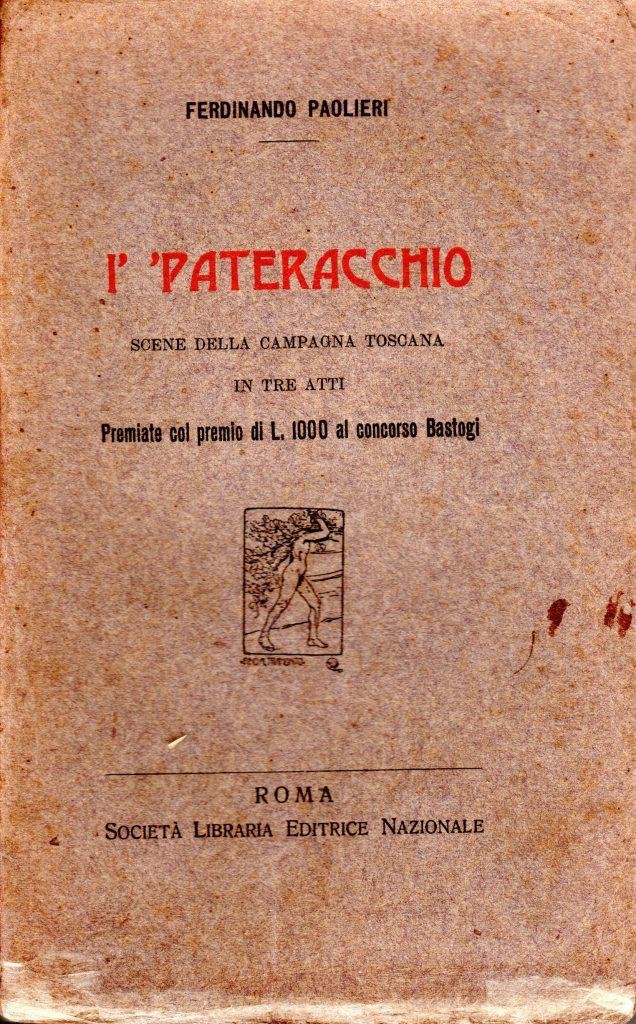 FERDINANDO PAOLIERI
I' 'PATERACCHIO
SCENE DELLA CAMPAGNA TOSCANA
IN TRE ATTI
Premiate col premio di L. 1000 al concorso Bastogi
ROMA
SOCIETÀ LIBRARIA EDITRICE NAZIONALE